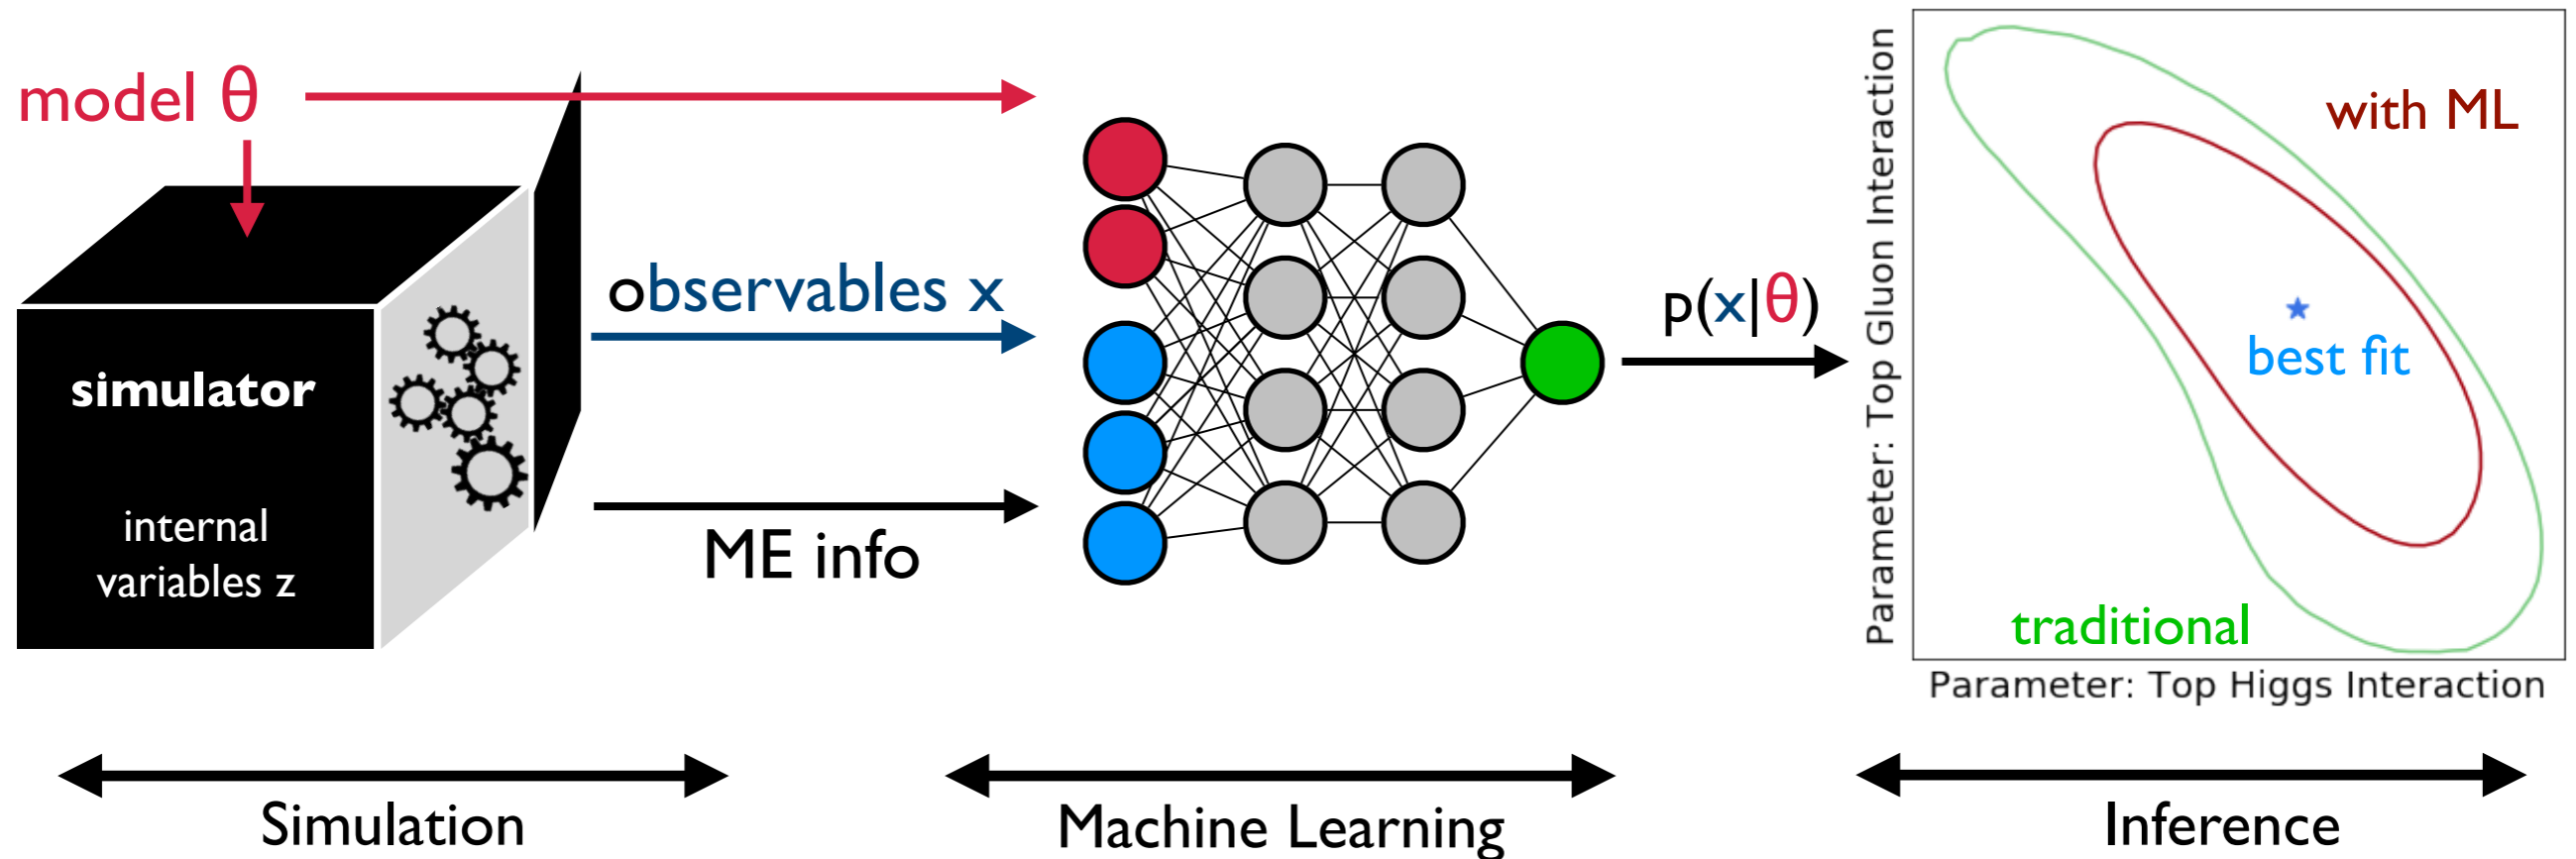 model θ
simulator
internal
variables z
observables x
ME info
p(x|θ)
Parameter: Top Gluon Interaction
with ML
best fit
traditional
Parameter: Top Higgs Interaction
Simulation
Machine Learning
Inference